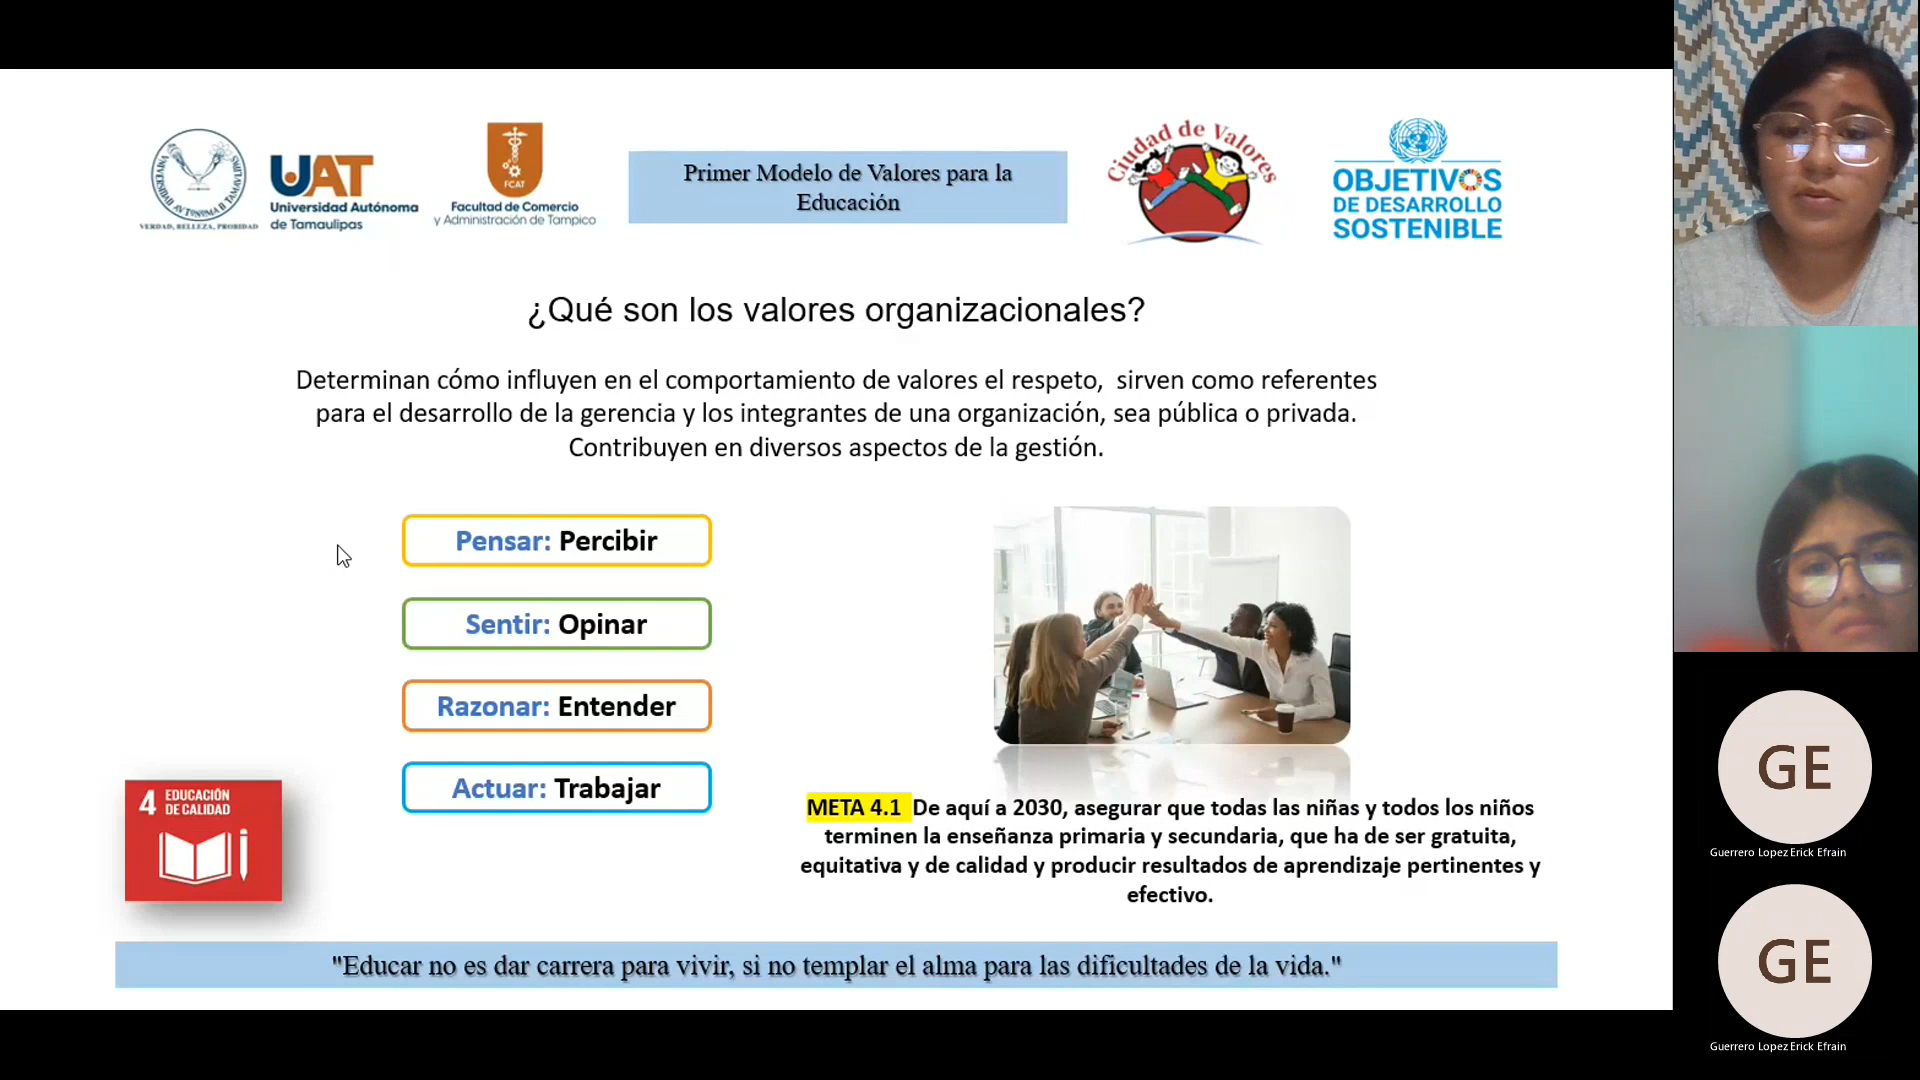 UNIVERSIDAD AUTÓNOMA DE TAMAULIPAS
VERDAD, BELLEZA, PROBIDAD
UAT
Universidad Autónoma
de Tamaulipas
FCAT
Facultad de Comercio
y Administración de Tampico
Primer Modelo de Valores para la
Educación
Ciudad de Valores
OBJETIVOS
DE DESARROLLO
SOSTENIBLE
¿Qué son los valores organizacionales?
Determinan cómo influyen en el comportamiento de valores el respeto, sirven como referentes
para el desarrollo de la gerencia y los integrantes de una organización, sea pública o privada.
Contribuyen en diversos aspectos de la gestión.
Pensar: Percibir
Sentir: Opinar
Razonar: Entender
Actuar: Trabajar
4 EDUCACIÓN
DE CALIDAD
META 4.1 De aquí a 2030, asegurar que todas las niñas y todos los niños
terminen la enseñanza primaria y secundaria, que ha de ser gratuita,
equitativa y de calidad y producir resultados de aprendizaje pertinentes y
efectivo.
"Educar no es dar carrera para vivir, si no templar el alma para las dificultades de la vida."
GE
Guerrero Lopez Erick Efrain
GE
Guerrero Lopez Erick Efrain